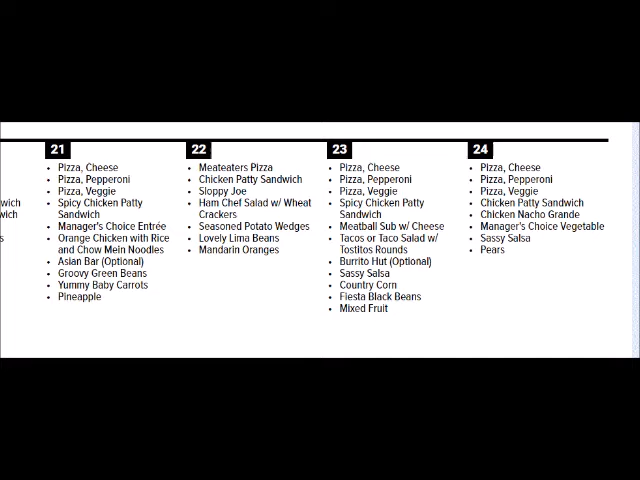 wich
wich
s
21
• Pizza, Cheese
• Pizza, Pepperoni
• Pizza, Veggie
• Spicy Chicken Patty
Sandwich
• Manager's Choice Entrée
• Orange Chicken with Rice
and Chow Mein Noodles
• Asian Bar (Optional)
• Groovy Green Beans
• Yummy Baby Carrots
• Pineapple
22
• Meateaters Pizza
• Chicken Patty Sandwich
• Sloppy Joe
• Ham Chef Salad w/ Wheat
Crackers
• Seasoned Potato Wedges
• Lovely Lima Beans
• Mandarin Oranges
23
• Pizza, Cheese
• Pizza, Pepperoni
• Pizza, Veggie
• Spicy Chicken Patty
Sandwich
• Meatball Sub w/ Cheese
• Tacos or Taco Salad w/
Tostitos Rounds
• Burrito Hut (Optional)
• Sassy Salsa
• Country Corn
• Fiesta Black Beans
• Mixed Fruit
24
• Pizza, Cheese
• Pizza, Pepperoni
• Pizza, Veggie
• Chicken Patty Sandwich
• Chicken Nacho Grande
• Manager's Choice Vegetable
• Sassy Salsa
• Pears